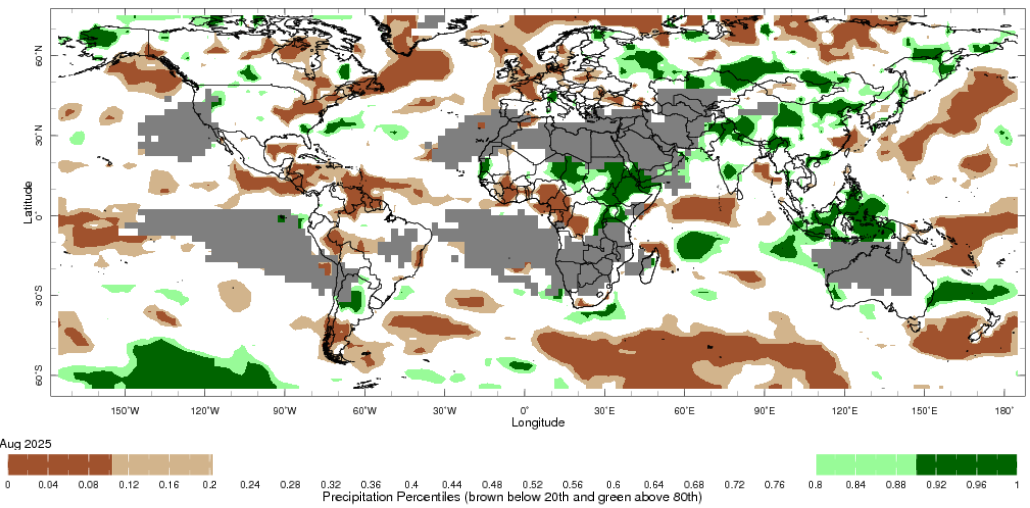 60°N
30°N
0°
30°S
60°S
Latitude
150°W 120°W 90°W 60°W 30°W 0° 30°E 60°E 90°E 120°E 150°E 180°
Longitude
Aug 2025
0 0.04 0.08 0.12 0.16 0.2 0.24 0.28 0.32 0.36 0.4 0.44 0.48 0.52 0.56 0.6 0.64 0.68 0.72 0.76 0.8 0.84 0.88 0.92 0.96 1
Precipitation Percentiles (brown below 20th and green above 80th)